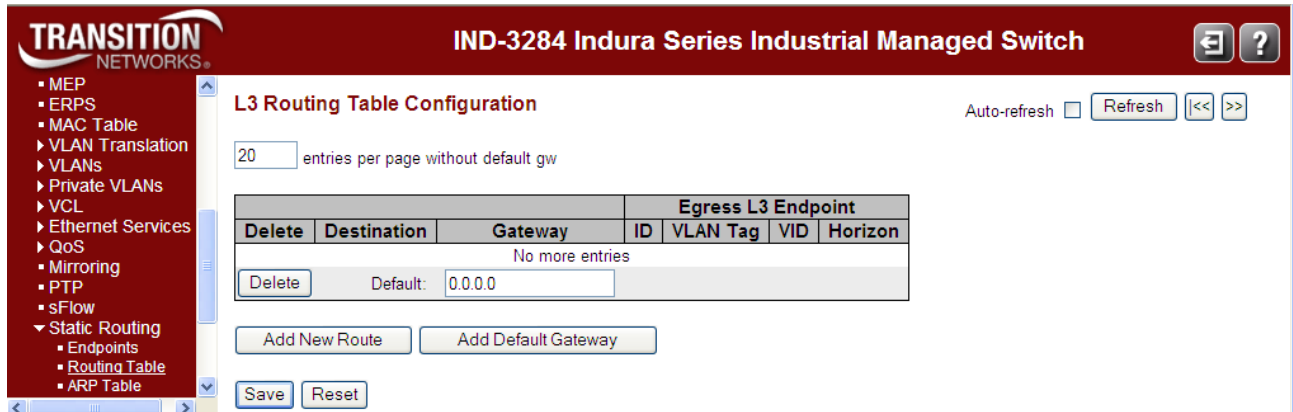 TRANSITION
NETWORKS®
IND-3284 Indura Series Industrial Managed Switch
?
MEP
ERPS
MAC Table
VLAN Translation
VLANs
Private VLANs
VCL
Ethernet Services
QoS
Mirroring
PTP
sFlow
Static Routing
Endpoints
Routing Table
ARP Table
L3 Routing Table Configuration
Auto-refresh Refresh |<< >>
20 entries per page without default gw
Egress L3 Endpoint
Delete Destination Gateway ID VLAN Tag VID Horizon
No more entries
Delete Default: 0.0.0.0
Add New Route Add Default Gateway
Save Reset